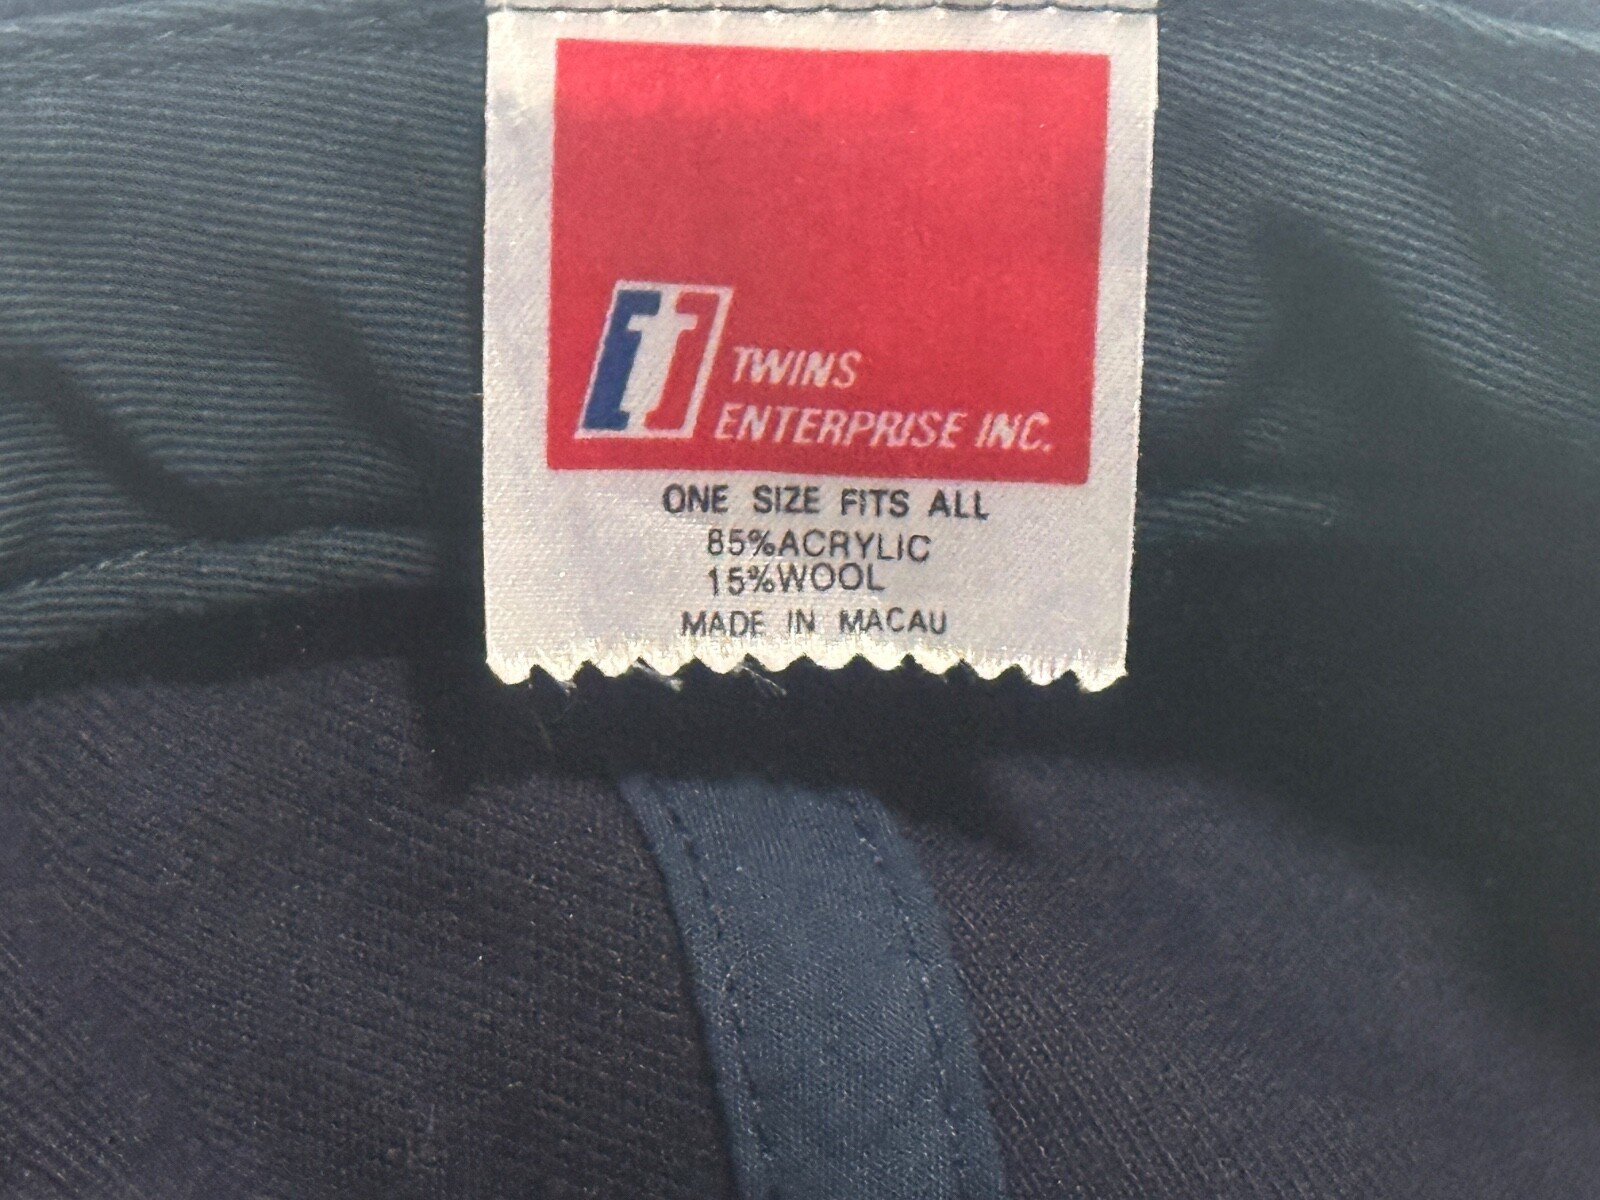 TWINS
ENTERPRISE INC.
ONE SIZE FITS ALL
85%ACRYLIC
15%WOOL
MADE IN MACAU